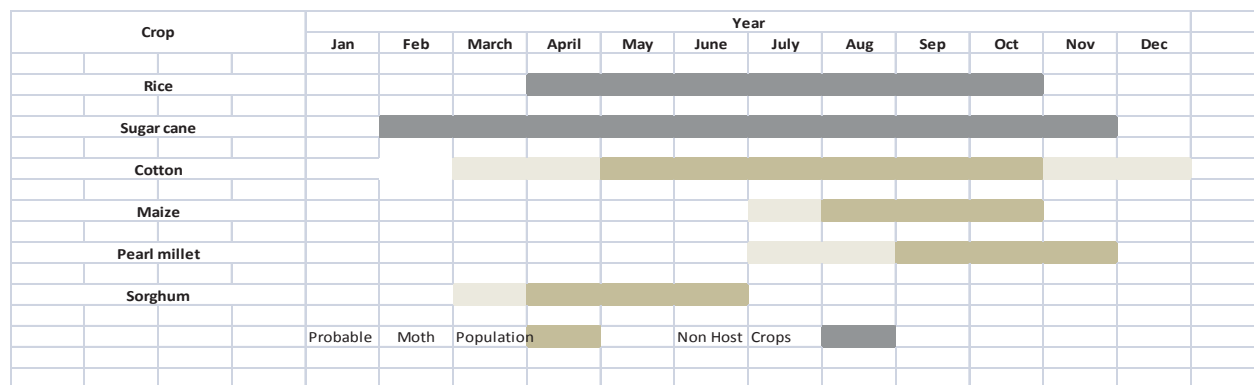 Crop
Year
Jan Feb March April May June July Aug Sep Oct Nov Dec
Rice
Sugar cane
Cotton
Maize
Pearl millet
Sorghum
Probable Moth Population Non Host Crops